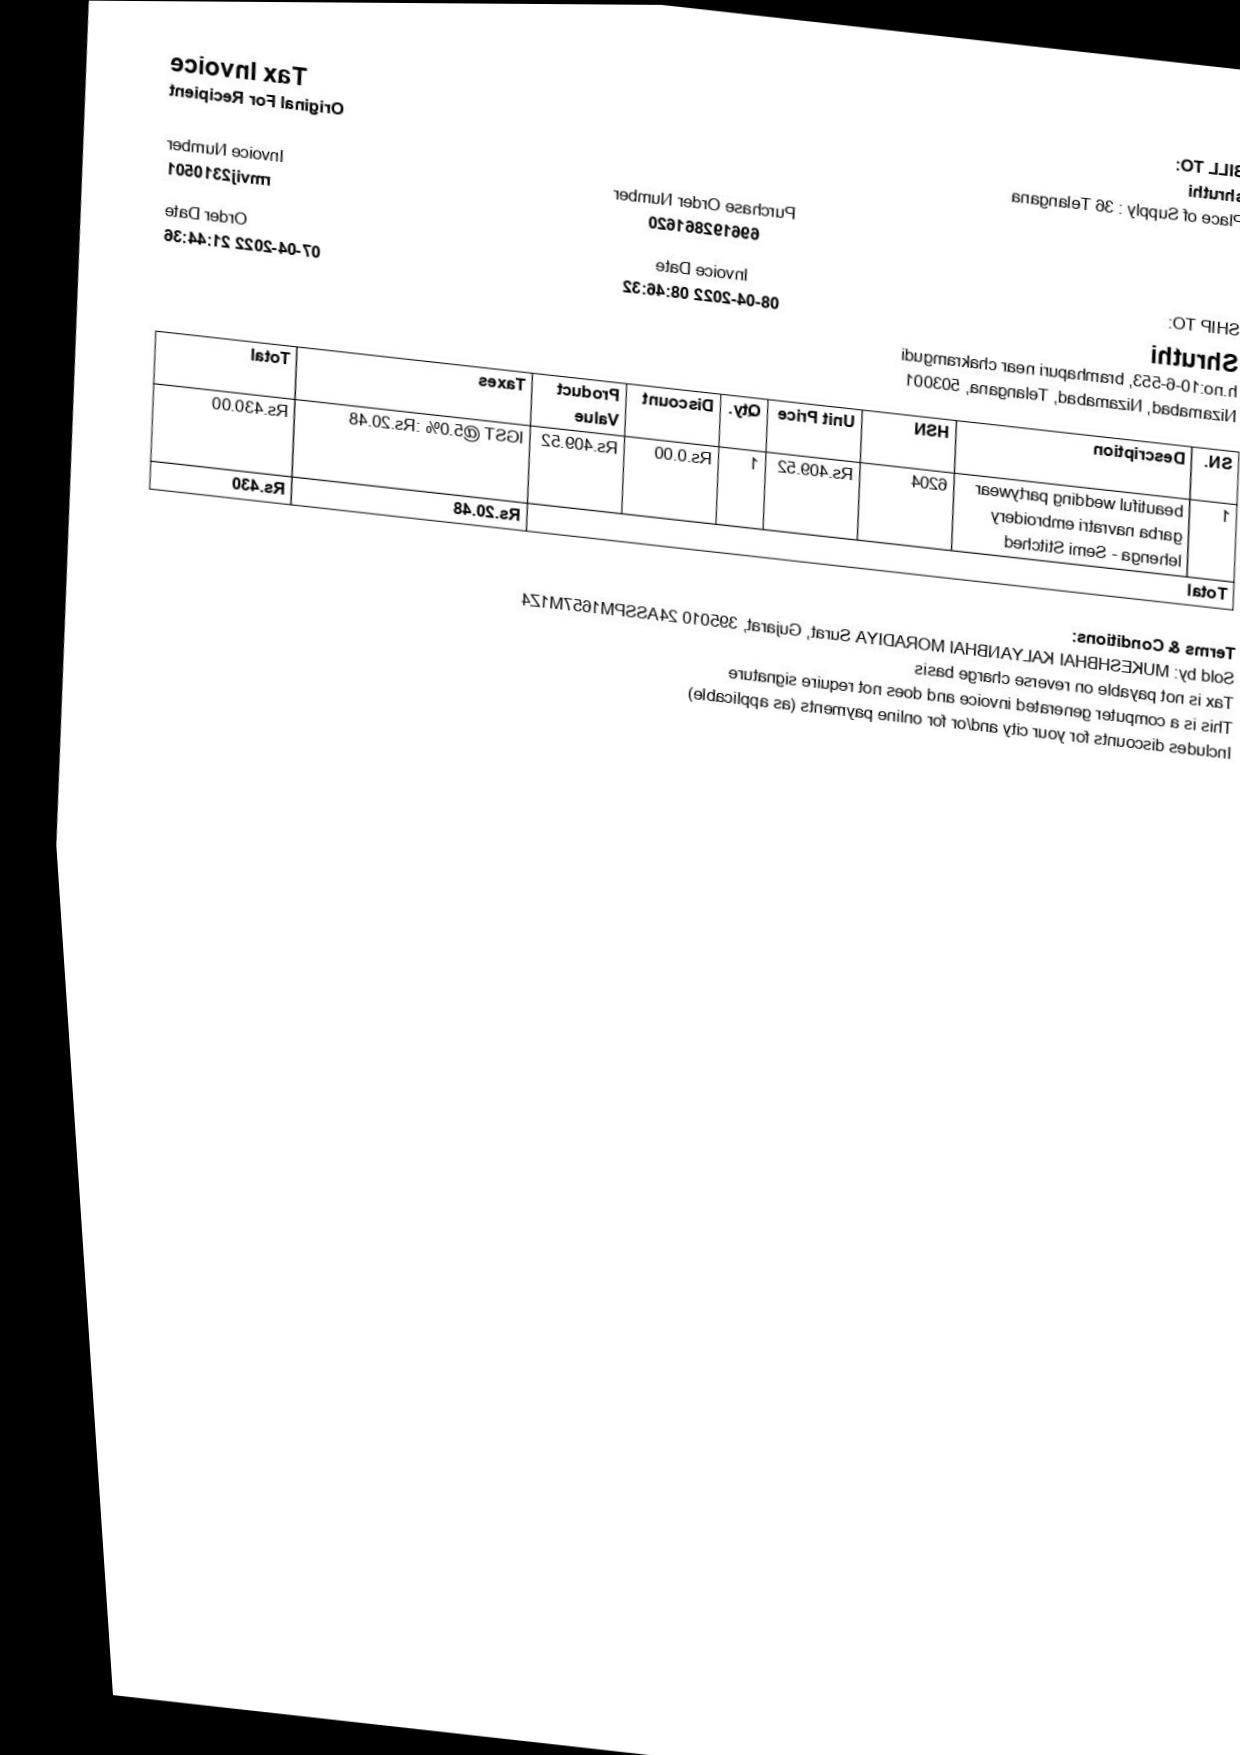 Tax Invoice
Original For Recipient
BILL TO:
shruthi
Place of Supply : 36 Telangana
Purchase Order Number
69619286162​0
Invoice Number
rmvij2310501
Invoice Date
08-04-2022 08:46:32
Order Date
07-04-2022 21:44:36
SHIP TO:
Shruthi
h.no:10-6-553, bramhapuri near chakramgudi
Nizamabad, Nizamabad, Telangana, 503001
SN. Description HSN Unit Price Qty. Discount Product Value Taxes Total
1 beautiful wedding partywear garba navratri embroidery lehenga - Semi Stitched 6204 Rs.409.52 1 Rs.0.00 Rs.409.52 IGST @5.0% :Rs.20.48 Rs.430.00
Total Rs.20.48 Rs.430
Terms & Conditions:
Sold by: MUKESHBHAI KALYANBHAI MORADIYA Surat, Gujarat, 395010 24ASSPM1657M1Z4
Tax is not payable on reverse charge basis
This is a computer generated invoice and does not require signature
Includes discounts for your city and/or for online payments (as applicable)